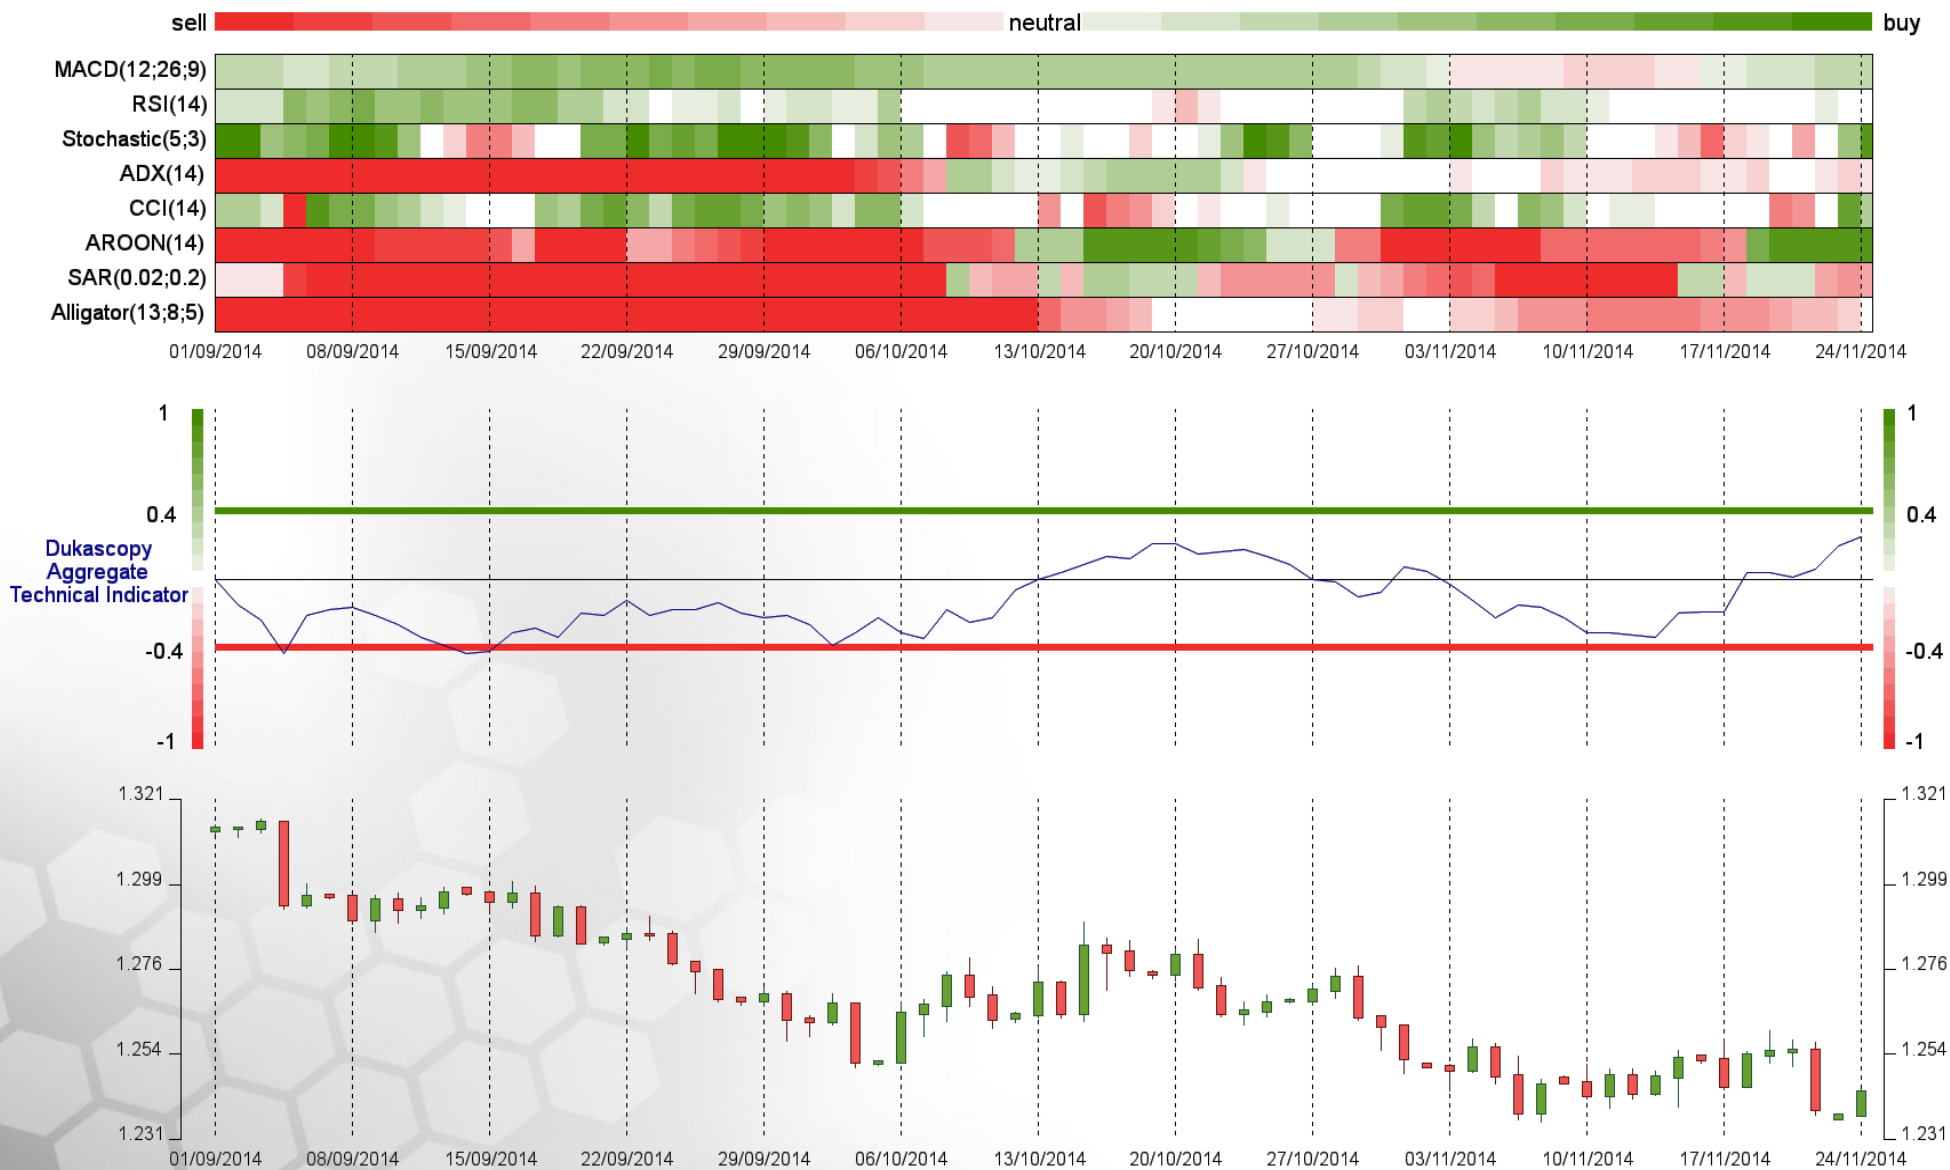 sell neutral buy
MACD(12;26;9)
RSI(14)
Stochastic(5;3)
ADX(14)
CCI(14)
AROON(14)
SAR(0.02;0.2)
Alligator(13;8;5)
01/09/2014 08/09/2014 15/09/2014 22/09/2014 29/09/2014 06/10/2014 13/10/2014 20/10/2014 27/10/2014 03/11/2014 10/11/2014 17/11/2014 24/11/2014
1 1
0.4 0.4
Dukascopy
Aggregate
Technical Indicator
-0.4 -0.4
-1 -1
1.321 1.321
1.299 1.299
1.276 1.276
1.254 1.254
1.231 1.231
01/09/2014 08/09/2014 15/09/2014 22/09/2014 29/09/2014 06/10/2014 13/10/2014 20/10/2014 27/10/2014 03/11/2014 10/11/2014 17/11/2014 24/11/2014